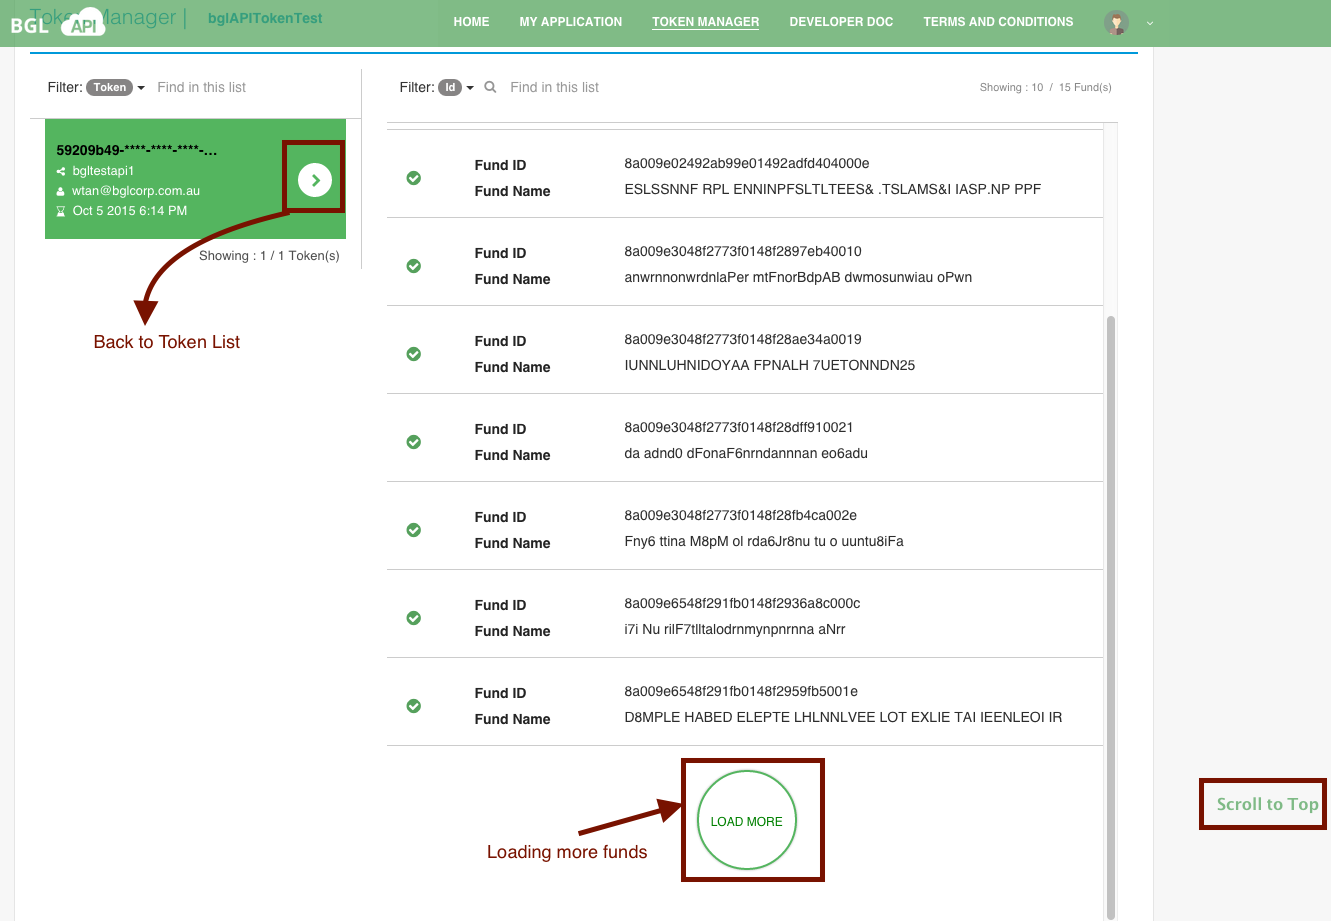 Token Manager | bglAPITokenTest
BGL API
HOME MY APPLICATION TOKEN MANAGER DEVELOPER DOC TERMS AND CONDITIONS
Filter: Token Find in this list
Filter: Id Find in this list
Showing : 10 / 15 Fund(s)
59209b49-****-****-****-...
bgltestapi1
wtan@bglcorp.com.au
Oct 5 2015 6:14 PM
Showing : 1 / 1 Token(s)
Back to Token List
Fund ID 8a009e02492ab99e01492adfd404000e
Fund Name ESLSSNNF RPL ENNINPFSLTLTEES& .TSLAMS&I IASP.NP PPF
Fund ID 8a009e3048f2773f0148f2897eb40010
Fund Name anwrnnonwrdnlaPer mtFnorBdpAB dwmosunwiau oPwn
Fund ID 8a009e3048f2773f0148f28ae34a0019
Fund Name IUNNLUHNIDOYAA FPNALH 7UETONNDN25
Fund ID 8a009e3048f2773f0148f28dff910021
Fund Name da adnd0 dFonaF6nrndannnan eo6adu
Fund ID 8a009e3048f2773f0148f28fb4ca002e
Fund Name Fny6 ttina M8pM ol rda6Jr8nu tu o uuntu8iFa
Fund ID 8a009e6548f291fb0148f2936a8c000c
Fund Name i7i Nu rilF7tlltalodrnmynpnrnna aNrr
Fund ID 8a009e6548f291fb0148f2959fb5001e
Fund Name D8MPLE HABED ELEPTE LHLNNLVEE LOT EXLIE TAI IEENLEOI IR
LOAD MORE
Loading more funds
Scroll to Top